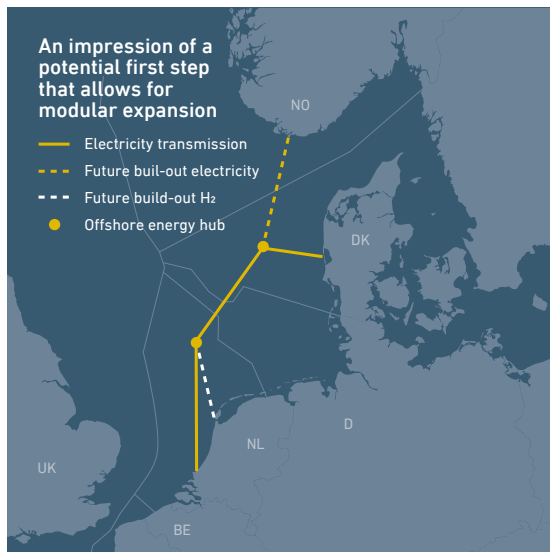 An impression of a
potential first step
that allows for
modular expansion
Electricity transmission
Future buil-out electricity
Future build-out H₂
Offshore energy hub
NO
DK
D
NL
UK
BE